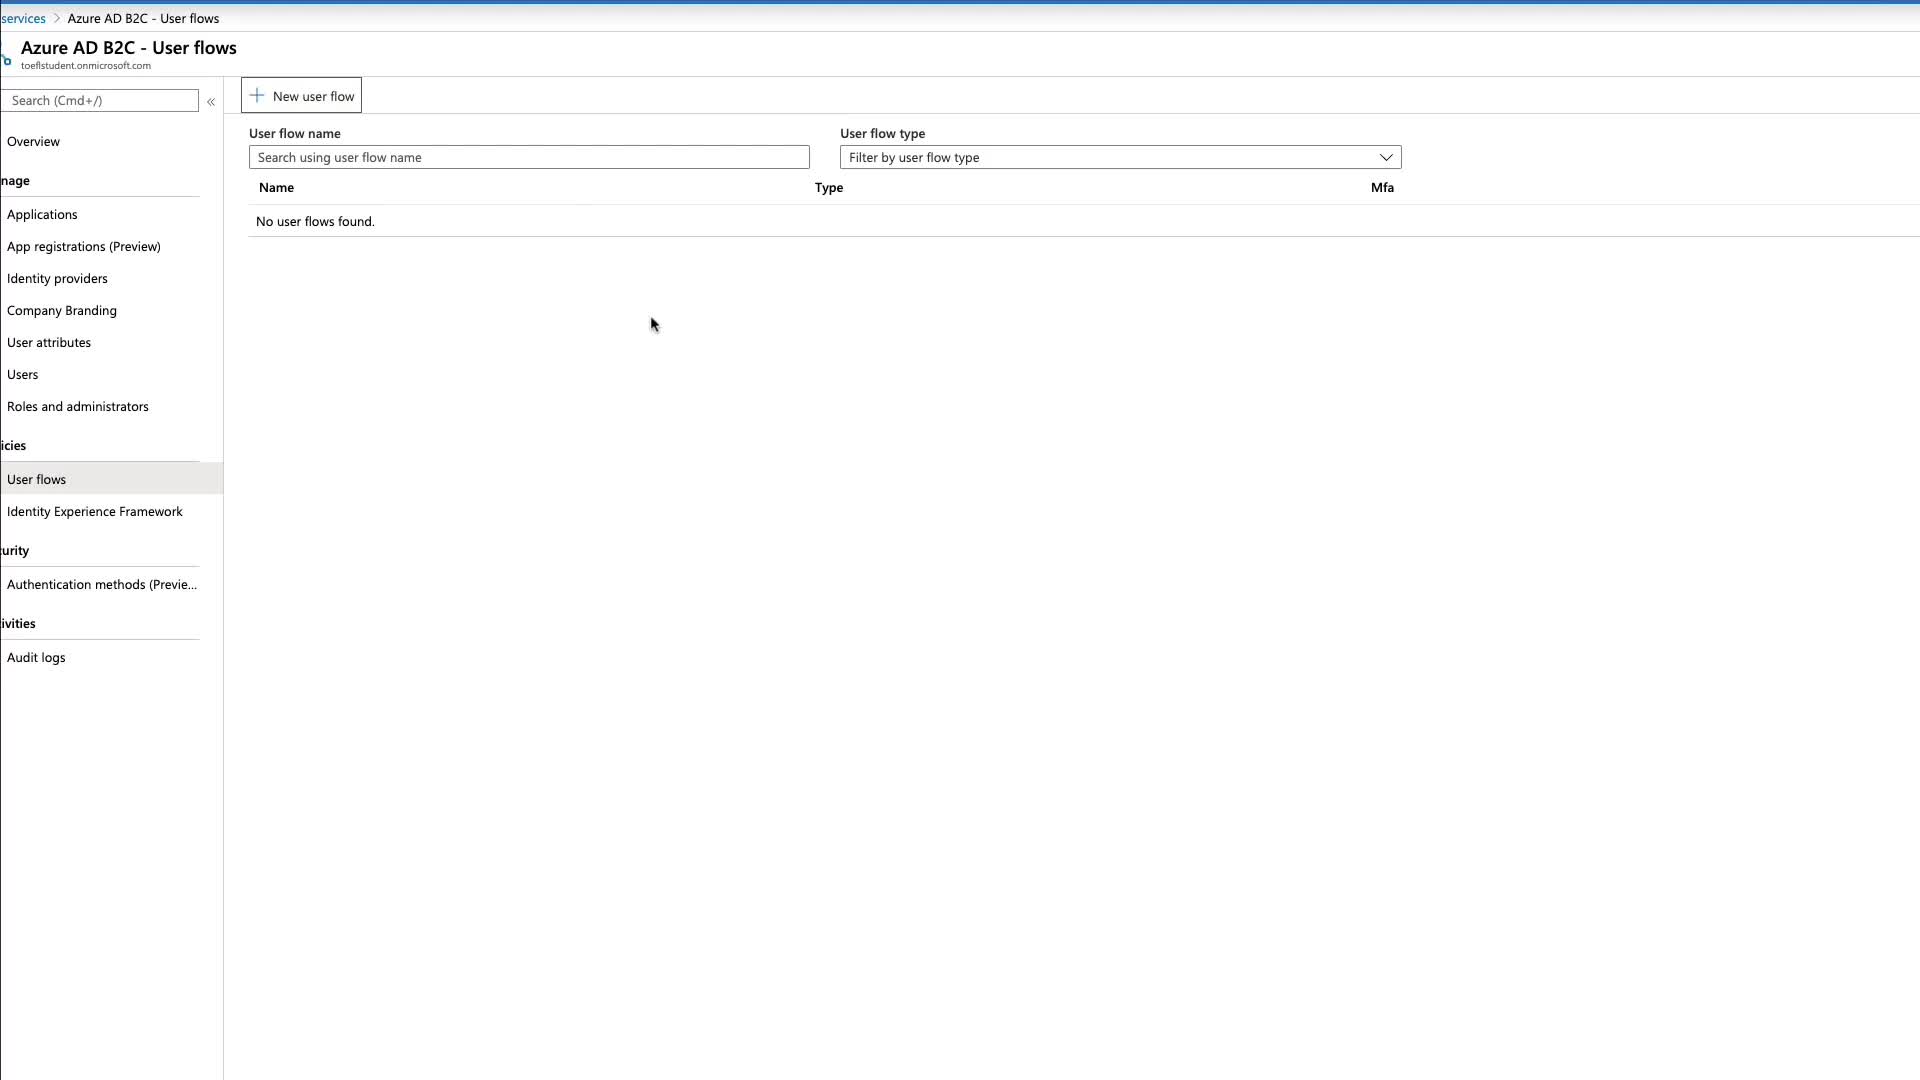 services > Azure AD B2C - User flows
Azure AD B2C - User flows
toeflstudent.onmicrosoft.com
Search (Cmd+/)
«
Overview
nage
Applications
App registrations (Preview)
Identity providers
Company Branding
User attributes
Users
Roles and administrators
icies
User flows
Identity Experience Framework
curity
Authentication methods (Previe...
ivities
Audit logs
New user flow
User flow name
User flow type
Search using user flow name
Filter by user flow type
Name Type Mfa
No user flows found.